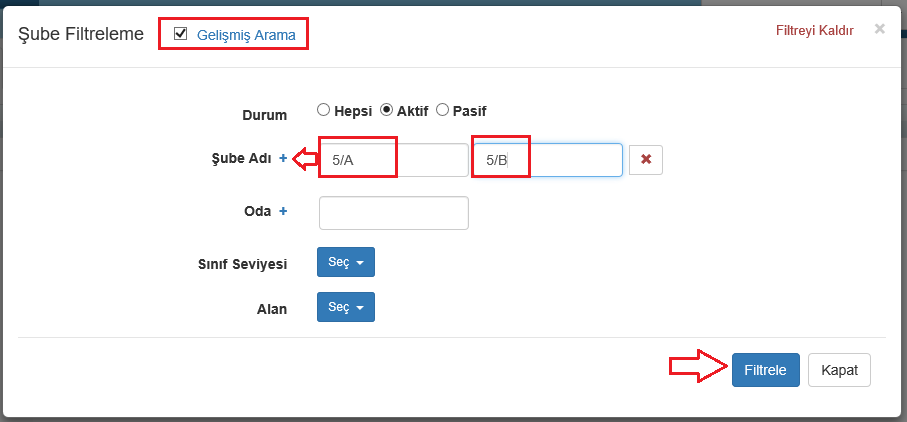 Şube Filtreleme Gelişmiş Arama Filtreyi Kaldır ×
Durum Hepsi Aktif Pasif
Şube Adı + 5/A 5/B ✖
Oda +
Sınıf Seviyesi Seç
Alan Seç
Filtrele Kapat